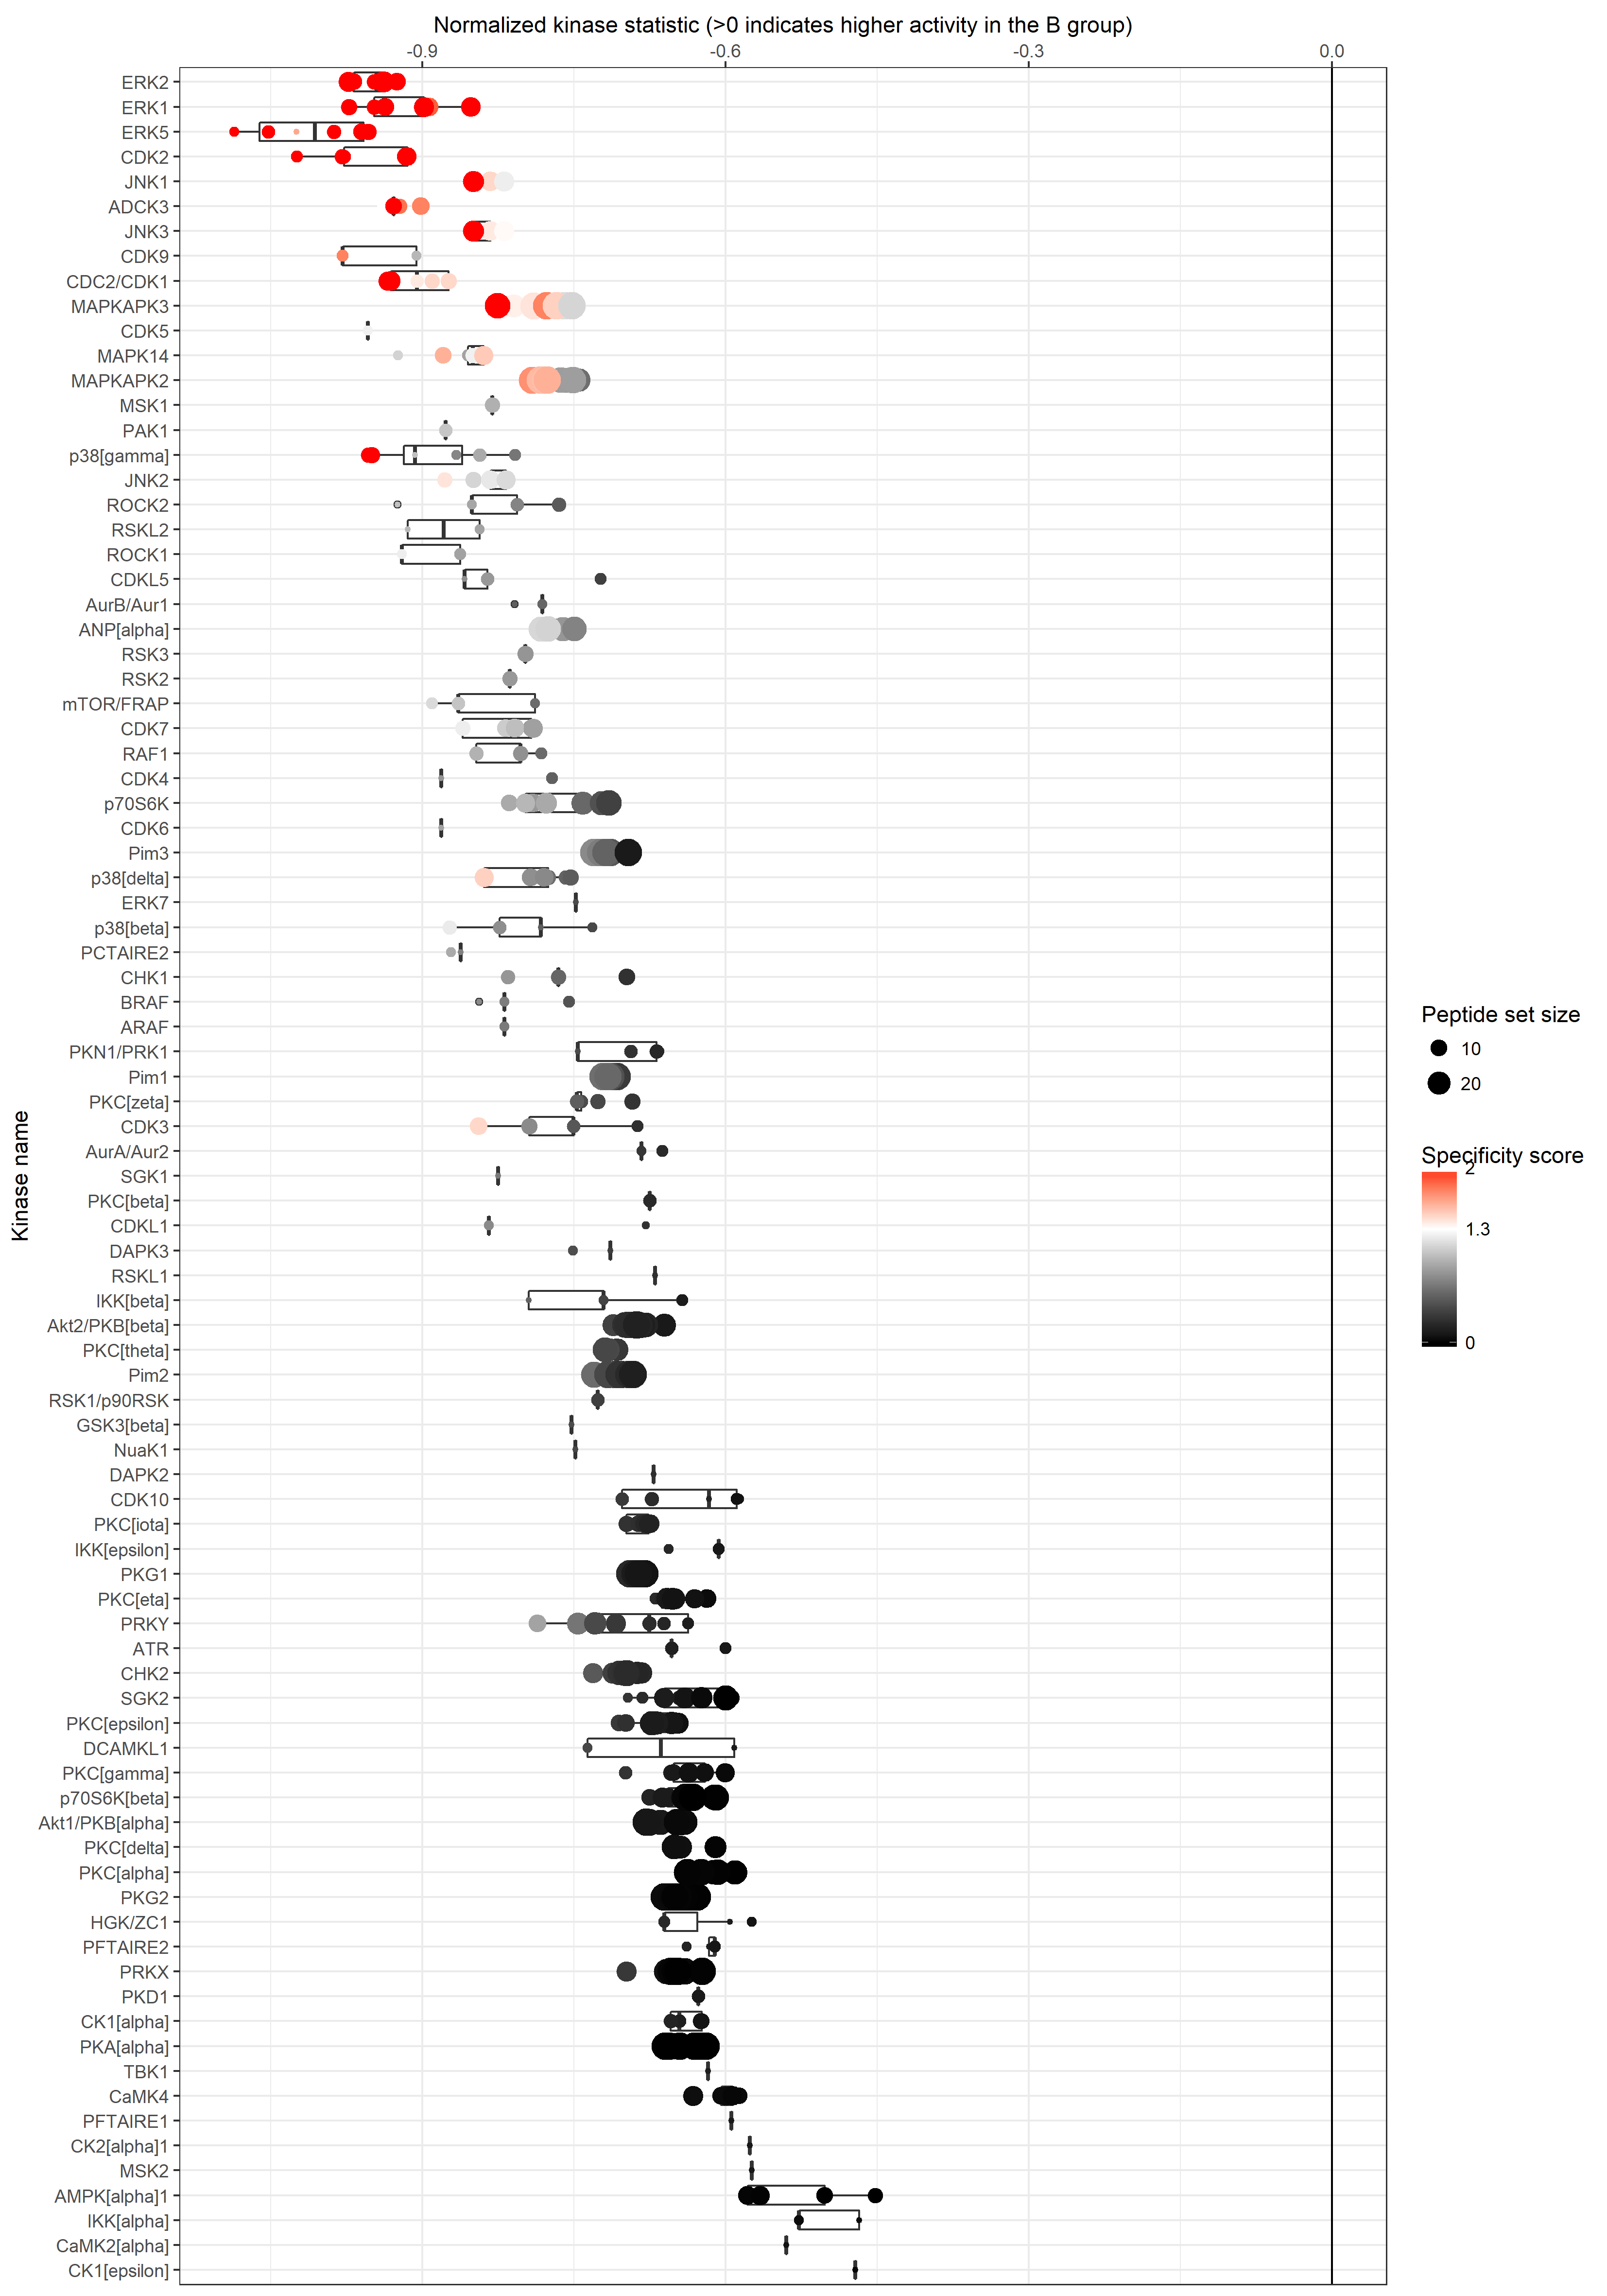 Normalized kinase statistic (>0 indicates higher activity in the B group)
-0.9 -0.6 -0.3 0.0
ERK2
ERK1
ERK5
CDK2
JNK1
ADCK3
JNK3
CDK9
CDC2/CDK1
MAPKAPK3
CDK5
MAPK14
MAPKAPK2
MSK1
PAK1
p38[gamma]
JNK2
ROCK2
RSKL2
ROCK1
CDKL5
AurB/Aur1
ANP[alpha]
RSK3
RSK2
mTOR/FRAP
CDK7
RAF1
CDK4
p70S6K
CDK6
Pim3
p38[delta]
ERK7
p38[beta]
PCTAIRE2
CHK1
BRAF
ARAF
PKN1/PRK1
Pim1
PKC[zeta]
CDK3
AurA/Aur2
SGK1
PKC[beta]
CDKL1
DAPK3
RSKL1
IKK[beta]
Akt2/PKB[beta]
PKC[theta]
Pim2
RSK1/p90RSK
GSK3[beta]
NuaK1
DAPK2
CDK10
PKC[iota]
IKK[epsilon]
PKG1
PKC[eta]
PRKY
ATR
CHK2
SGK2
PKC[epsilon]
DCAMKL1
PKC[gamma]
p70S6K[beta]
Akt1/PKB[alpha]
PKC[delta]
PKC[alpha]
PKG2
HGK/ZC1
PFTAIRE2
PRKX
PKD1
CK1[alpha]
PKA[alpha]
TBK1
CaMK4
PFTAIRE1
CK2[alpha]1
MSK2
AMPK[alpha]1
IKK[alpha]
CaMK2[alpha]
CK1[epsilon]
Kinase name
Peptide set size
10
20
Specificity score
2
1.3
0